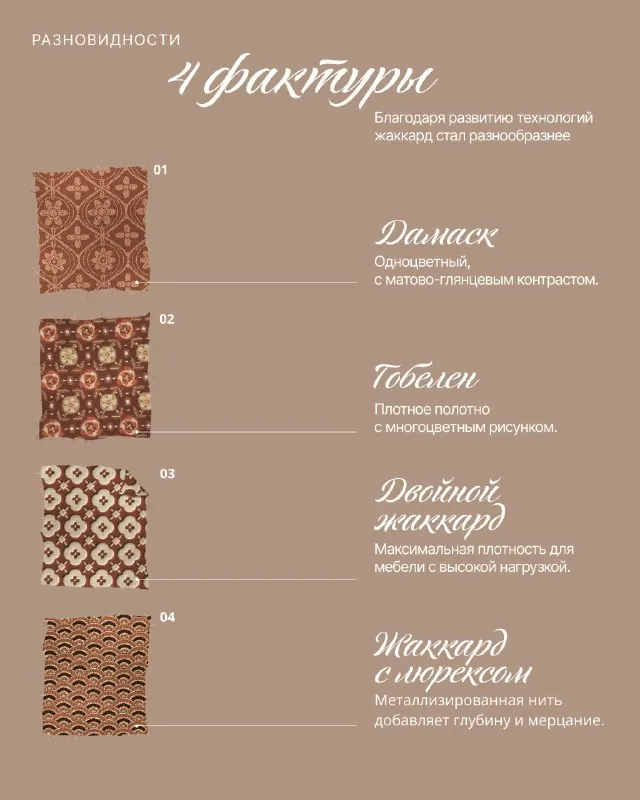 РАЗНОВИДНОСТИ
4 фактуры
Благодаря развитию технологий
жаккард стал разнообразнее
01
Дамаск
Одноцветный,
с матово-глянцевым контрастом.
02
Гобелен
Плотное полотно
с многоцветным рисунком.
03
Двойной
жаккард
Максимальная плотность для
мебели с высокой нагрузкой.
04
Жаккард
с люрексом
Металлизированная нить
добавляет глубину и мерцание.